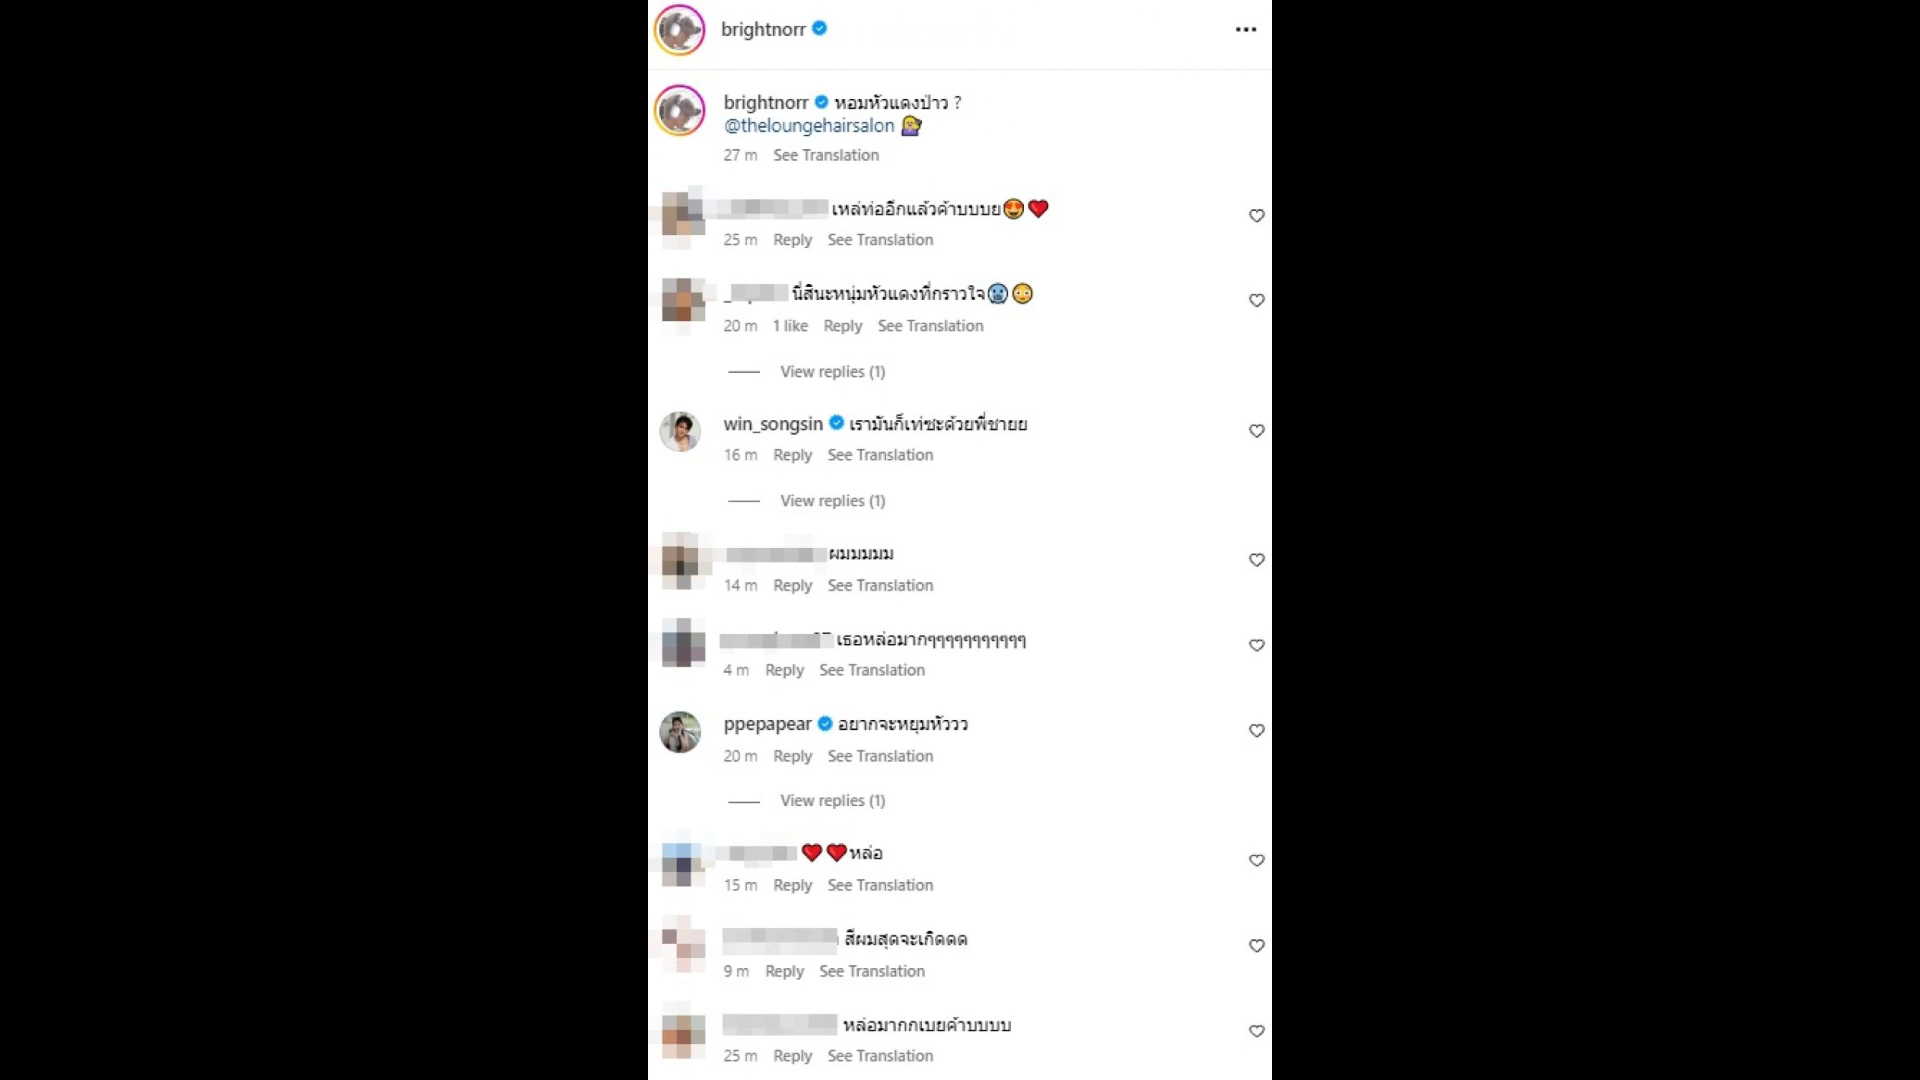 brightnorr
brightnorr หอมหัวแดงป่าว ?
@theloungehairsalon
27 m See Translation
เหล่ท่ออีกแล้วค้าบบบย
25 m Reply See Translation
นี่สินะหนุ่มหัวแดงที่กราวใจ
20 m 1 like Reply See Translation
View replies (1)
win_songsin เรามันก็เท่ซะด้วยพี่ชายย
16 m Reply See Translation
View replies (1)
ผมมมมม
14 m Reply See Translation
เธอหล่อมากๆๆๆๆๆๆๆๆๆๆๆ
4 m Reply See Translation
ppepapear อยากจะหยุมหัววว
20 m Reply See Translation
View replies (1)
หล่อ
15 m Reply See Translation
สีผมสุดจะเกิดดด
9 m Reply See Translation
หล่อมากกเบยค้าบบบบ
25 m Reply See Translation